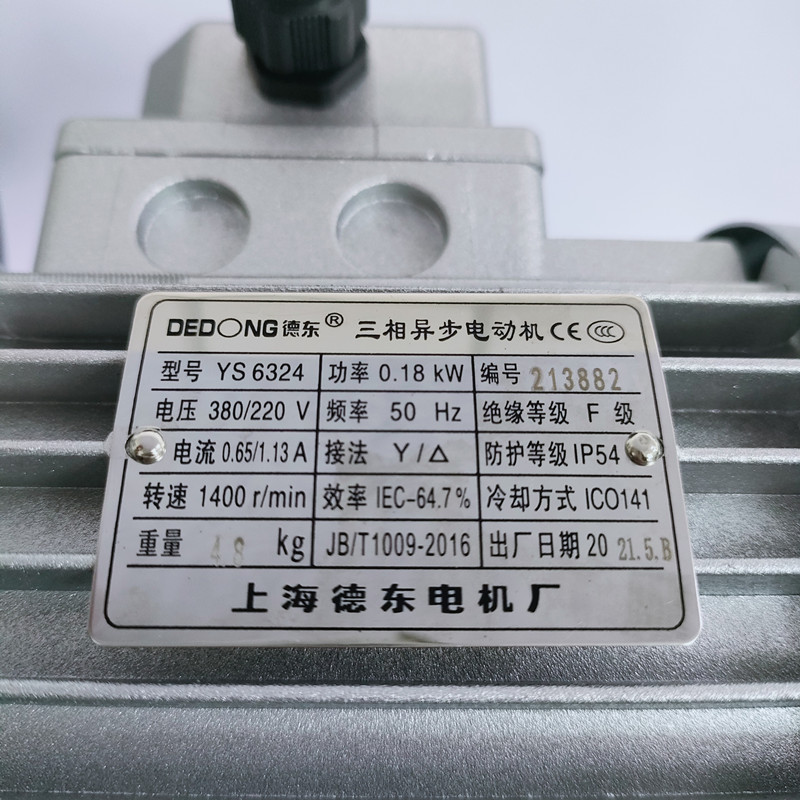 DEDONG德东® 三相异步电动机 CE CCC
型号 YS 6324 功率 0.18 kW 编号 213882
电压 380/220 V 频率 50 Hz 绝缘等级 F 级
电流 0.65/1.13 A 接法 Y/△ 防护等级 IP54
转速 1400 r/min 效率 IEC-64.7% 冷却方式 ICO141
重量 4.8 kg JB/T1009-2016 出厂日期 20 21.5.B
上海德东电机厂